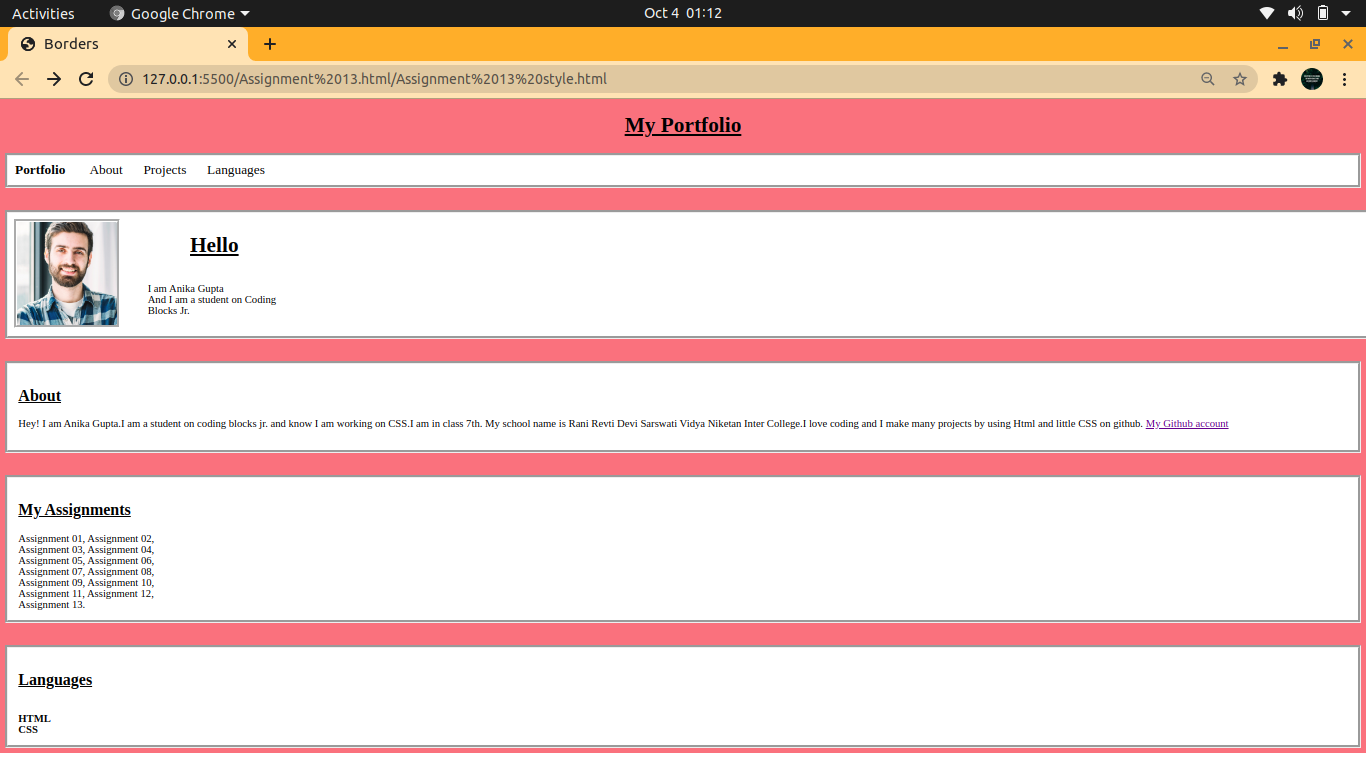 Activities Google Chrome Oct 4 01:12
Borders
127.0.0.1:5500/Assignment%2013.html/Assignment%2013%20style.html
My Portfolio
Portfolio About Projects Languages
Hello
I am Anika Gupta
And I am a student on Coding
Blocks Jr.
About
Hey! I am Anika Gupta.I am a student on coding blocks jr. and know I am working on CSS.I am in class 7th. My school name is Rani Revti Devi Sarswati Vidya Niketan Inter College.I love coding and I make many projects by using Html and little CSS on github. My Github account
My Assignments
Assignment 01, Assignment 02,
Assignment 03, Assignment 04,
Assignment 05, Assignment 06,
Assignment 07, Assignment 08,
Assignment 09, Assignment 10,
Assignment 11, Assignment 12,
Assignment 13.
Languages
HTML
CSS